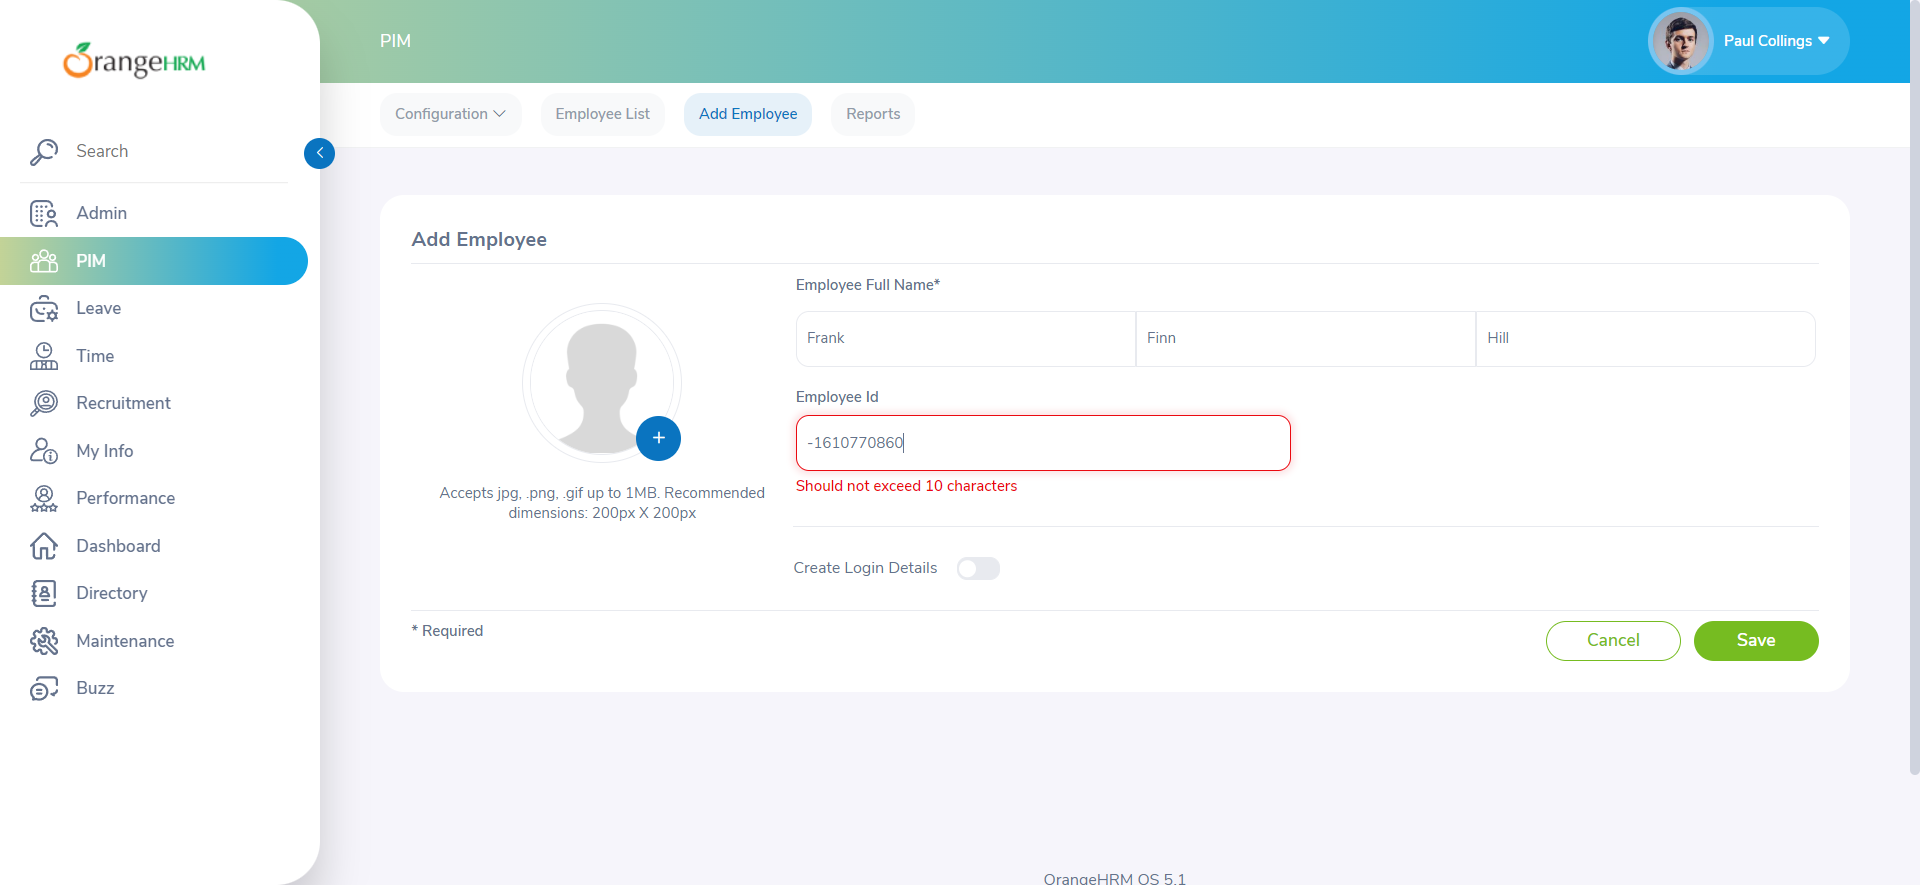 OrangeHRM
Search
Admin
PIM
Leave
Time
Recruitment
My Info
Performance
Dashboard
Directory
Maintenance
Buzz
PIM
Paul Collings
Configuration
Employee List
Add Employee
Reports
Add Employee
Accepts jpg, .png, .gif up to 1MB. Recommended
dimensions: 200px X 200px
Employee Full Name*
Frank
Finn
Hill
Employee Id
-1610770860
Should not exceed 10 characters
Create Login Details
* Required
Cancel
Save
OrangeHRM OS 5.1